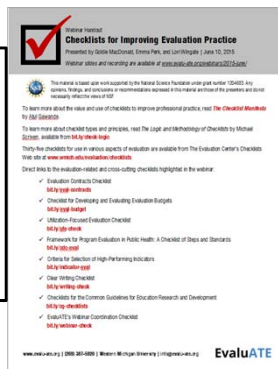 Webinar Handout
Checklists for Improving Evaluation Practice
Presented by Goldie MacDonald, Emma Perk, and Lori Wingate | June 10, 2015
Webinar slides and recording are available at www.evalu-ate.org/webinars/2015-june/
This material is based upon work supported by the National Science Foundation under grant number 1204683. Any
opinions, findings, and conclusions or recommendations expressed in this material are those of the presenters and do not
necessarily reflect the views of NSF.
To learn more about the value and use of checklists to improve professional practice, read The Checklist Manifesto
by Atul Gawande.
To learn more about checklist types and principles, read The Logic and Methodology of Checklists by Michael
Scriven, available from bit.ly/check-logic
Thirty-five checklists for use in various aspects of evaluation are available from The Evaluation Center's Checklists
Web site at www.wmich.edu/evaluation/checklists
Direct links to the evaluation-related and cross-cutting checklists highlighted in the webinar:
✓ Evaluation Contracts Checklist
bit.ly/eval-contracts
✓ Checklist for Developing and Evaluating Evaluation Budgets
bit.ly/eval-budget
✓ Utilization-Focused Evaluation Checklist
bit.ly/ufe-check
✓ Framework for Program Evaluation in Public Health: A Checklist of Steps and Standards
bit.ly/cdc-eval
✓ Criteria for Selection of High-Performing Indicators
bit.ly/indicator-eval
✓ Clear Writing Checklist
bit.ly/writing-check
✓ Checklists for the Common Guidelines for Education Research and Development
bit.ly/cg-checklists
✓ EvaluATE's Webinar Coordination Checklist
bit.ly/webinar-check
www.evalu-ate.org | (269) 387-5920 | Western Michigan University | info@evalu-ate.org
EvaluATE